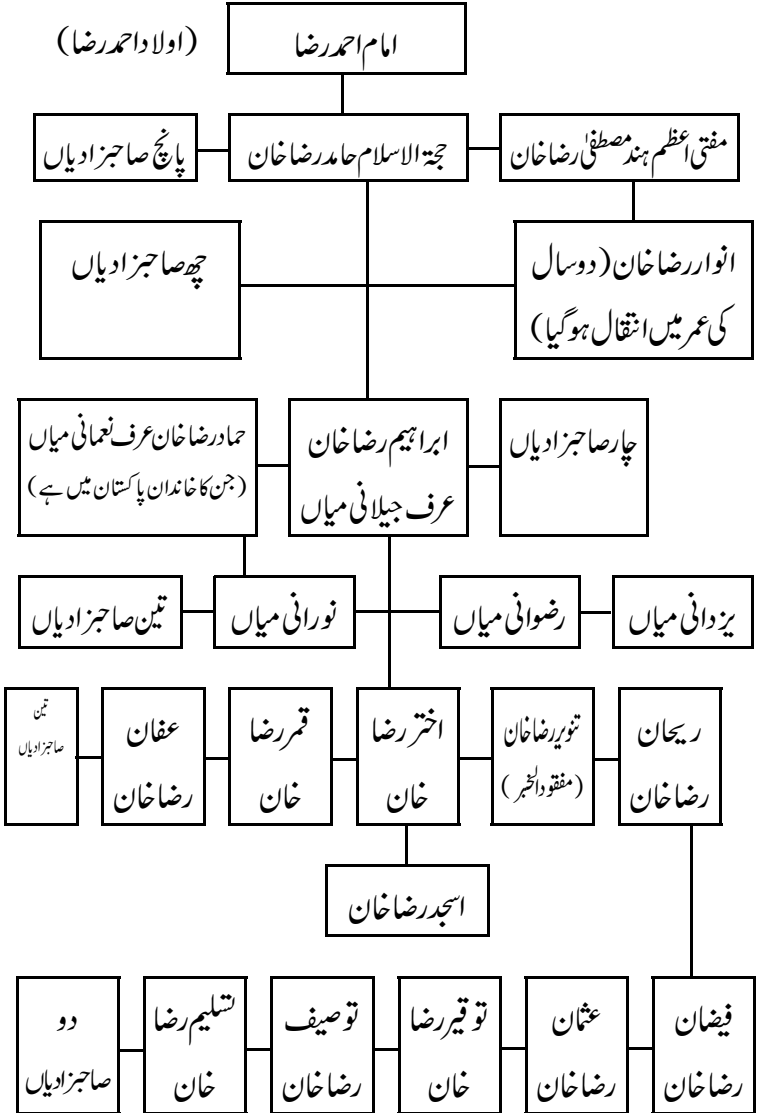 امام احمد رضا
(اولاد احمد رضا)
مفتی اعظم ہند مصطفیٰ رضا خان
حجۃ الاسلام حامد رضا خان
پانچ صاحبزادیاں
انوار رضا خان (دو سال
کی عمر میں انتقال ہو گیا)
چھ صاحبزادیاں
چار صاحبزادیاں
ابراہیم رضا خان
عرف جیلانی میاں
حماد رضا خان عرف نعمانی میاں
(جن کا خاندان پاکستان میں ہے)
یزدانی میاں
رضوانی میاں
نورانی میاں
تین صاحبزادیاں
ریحان
رضا خان
تنویر رضا خان
(مفقود الخبر)
اختر رضا
خان
قمر رضا
خان
عفان
رضا خان
تین
صاحبزادیاں
اسجد رضا خان
فیضان
رضا خان
عثمان
رضا خان
توقیر رضا
خان
توصیف
رضا خان
تسلیم رضا
خان
دو
صاحبزادیاں